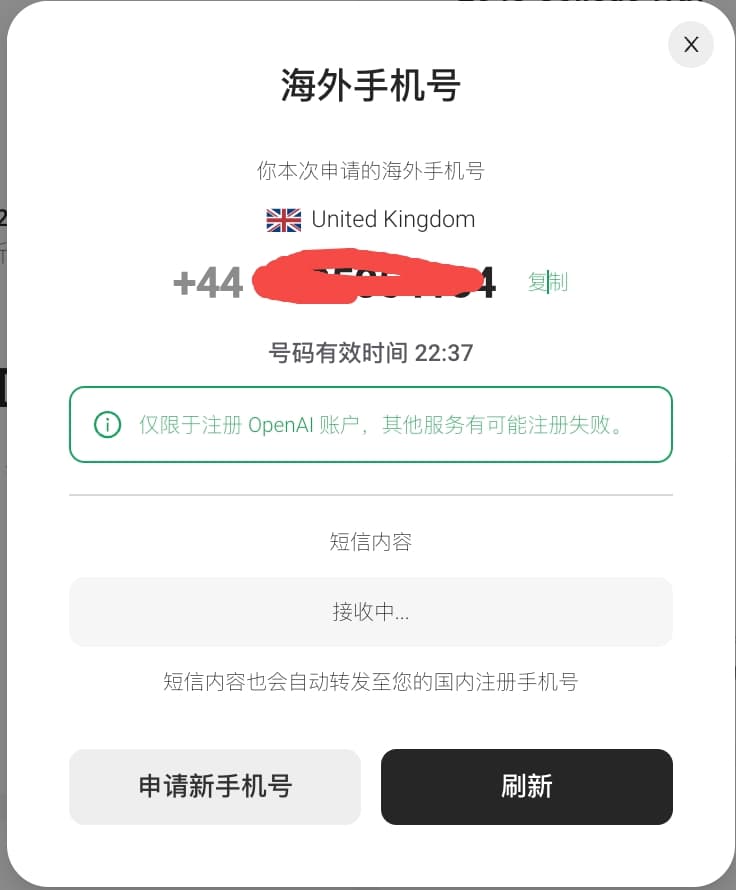 海外手机号
你本次申请的海外手机号
United Kingdom
+44
复制
号码有效时间 22:37
仅限于注册 OpenAI 账户，其他服务有可能注册失败。
短信内容
接收中...
短信内容也会自动转发至您的国内注册手机号
申请新手机号
刷新